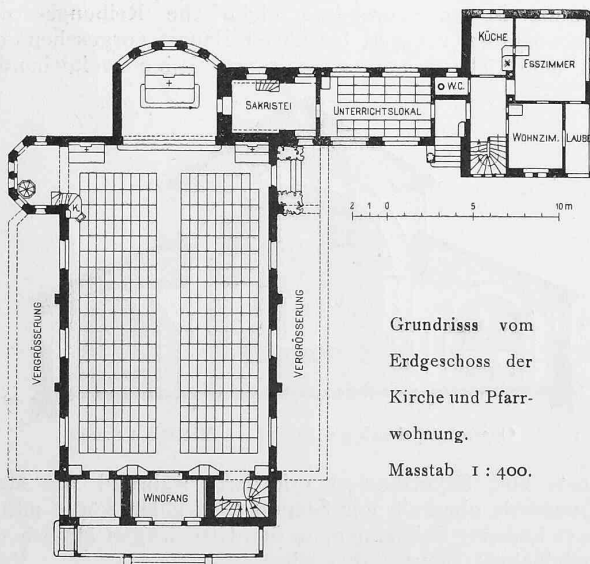 KÜCHE
ESSZIMMER
W.C.
SAKRISTEI
UNTERRICHTSLOKAL
WOHNZIM.
LAUBE
K.
2 1 0 5 10 m
VERGRÖSSERUNG
VERGRÖSSERUNG
Grundrisss vom
Erdgeschoss der
Kirche und Pfarr-
wohnung.
Masstab 1 : 400.
WINDFANG